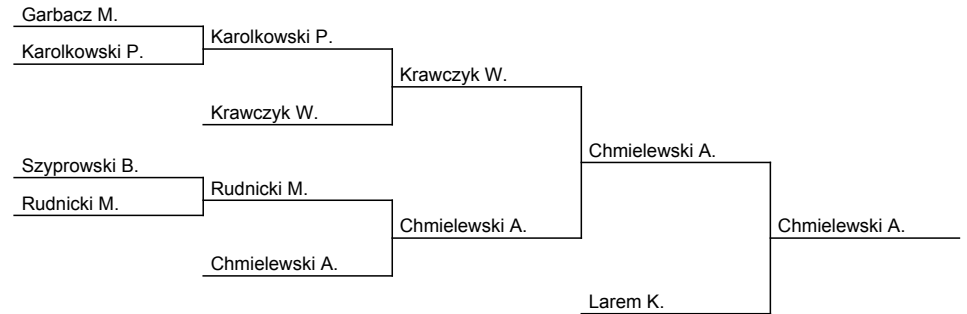 Garbacz M.
Karolkowski P.
Karolkowski P.
Krawczyk W.
Krawczyk W.
Chmielewski A.
Szyprowski B.
Rudnicki M.
Rudnicki M.
Chmielewski A.
Chmielewski A.
Chmielewski A.
Larem K.